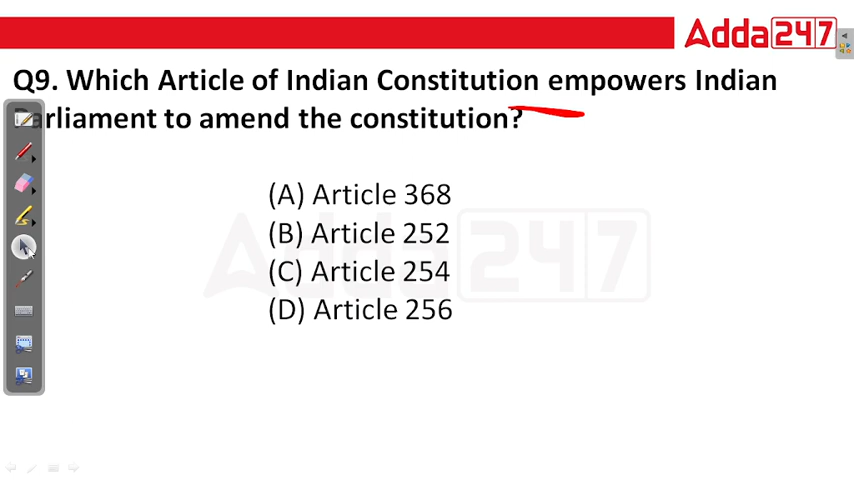 Adda247
Q9. Which Article of Indian Constitution empowers Indian
Parliament to amend the constitution?
(A) Article 368
(B) Article 252
(C) Article 254
(D) Article 256
Adda247